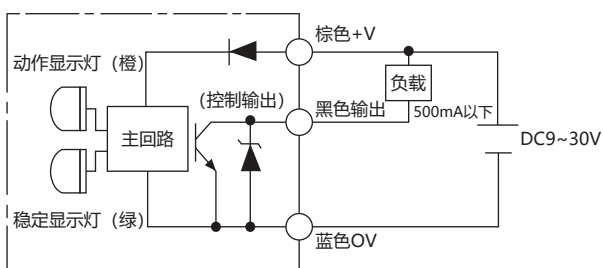 棕色+V
动作显示灯（橙）
负载
(控制输出)
黑色输出
500mA以下
主回路
DC9~30V
稳定显示灯（绿）
蓝色OV